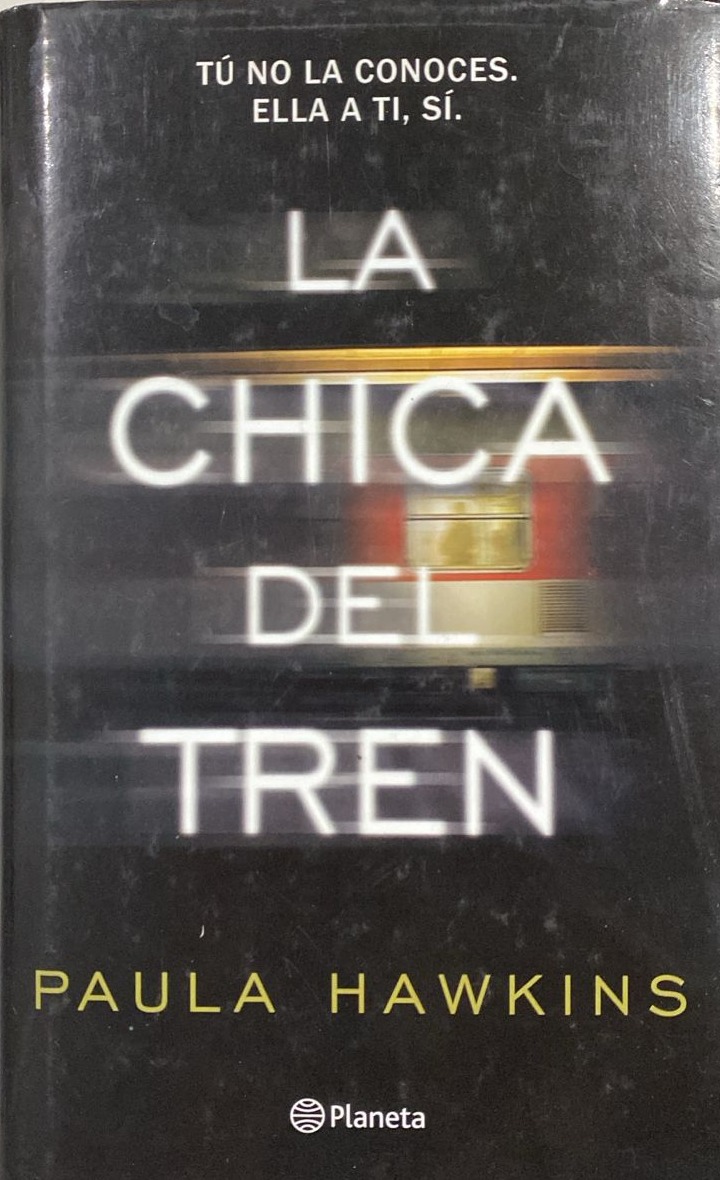 TÚ NO LA CONOCES.
ELLA A TI, SÍ.
LA
CHICA
DEL
TREN
PAULA HAWKINS
Planeta